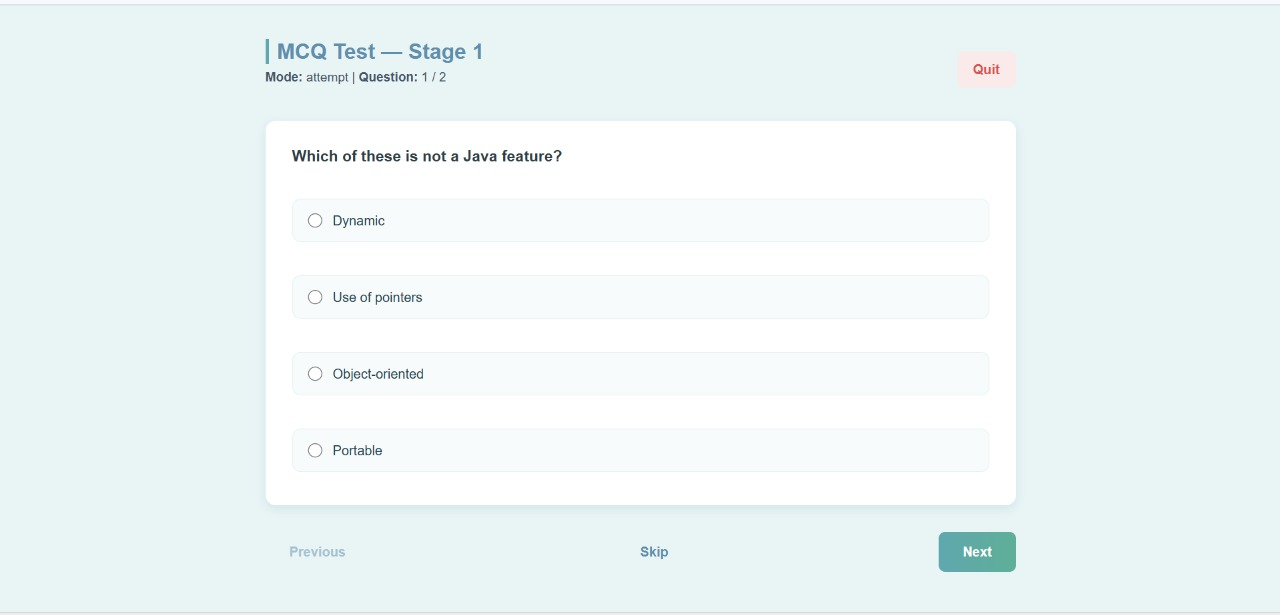 MCQ Test — Stage 1
Mode: attempt | Question: 1 / 2
Quit
Which of these is not a Java feature?
Dynamic
Use of pointers
Object-oriented
Portable
Previous
Skip
Next